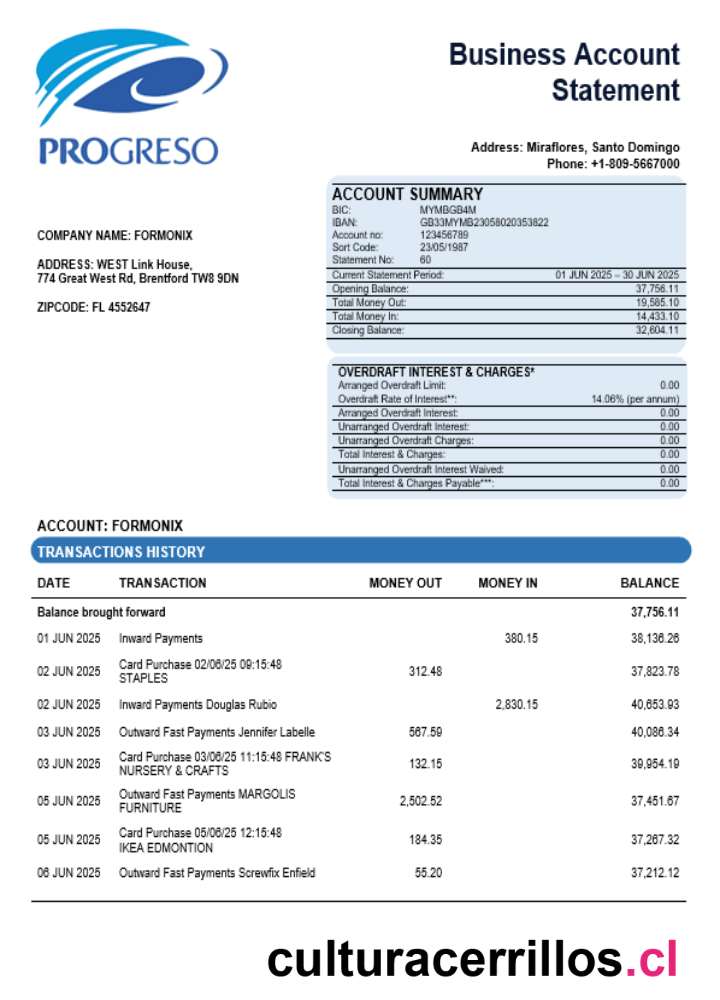 PROGRESO
Business Account
Statement
Address: Miraflores, Santo Domingo
Phone: +1-809-5667000
COMPANY NAME: FORMONIX
ADDRESS: WEST Link House,
774 Great West Rd, Brentford TW8 9DN
ZIPCODE: FL 4552647
ACCOUNT SUMMARY
BIC: MYMBGB4M
IBAN: GB33MYMB23058020353822
Account no: 123456789
Sort Code: 23/05/1987
Statement No: 60
Current Statement Period: 01 JUN 2025 – 30 JUN 2025
Opening Balance: 37,756.11
Total Money Out: 19,585.10
Total Money In: 14,433.10
Closing Balance: 32,604.11
OVERDRAFT INTEREST & CHARGES*
Arranged Overdraft Limit: 0.00
Overdraft Rate of Interest**: 14.06% (per annum)
Arranged Overdraft Interest: 0.00
Unarranged Overdraft Interest: 0.00
Unarranged Overdraft Charges: 0.00
Total Interest & Charges: 0.00
Unarranged Overdraft Interest Waived: 0.00
Total Interest & Charges Payable***: 0.00
ACCOUNT: FORMONIX
TRANSACTIONS HISTORY
DATE TRANSACTION MONEY OUT MONEY IN BALANCE
Balance brought forward 37,756.11
01 JUN 2025 Inward Payments 380.15 38,136.26
02 JUN 2025 Card Purchase 02/06/25 09:15:48
STAPLES 312.48 37,823.78
02 JUN 2025 Inward Payments Douglas Rubio 2,830.15 40,653.93
03 JUN 2025 Outward Fast Payments Jennifer Labelle 567.59 40,086.34
03 JUN 2025 Card Purchase 03/06/25 11:15:48 FRANK'S
NURSERY & CRAFTS 132.15 39,954.19
05 JUN 2025 Outward Fast Payments MARGOLIS
FURNITURE 2,502.52 37,451.67
05 JUN 2025 Card Purchase 05/06/25 12:15:48
IKEA EDMONTION 184.35 37,267.32
06 JUN 2025 Outward Fast Payments Screwfix Enfield 55.20 37,212.12
culturacerrillos.cl